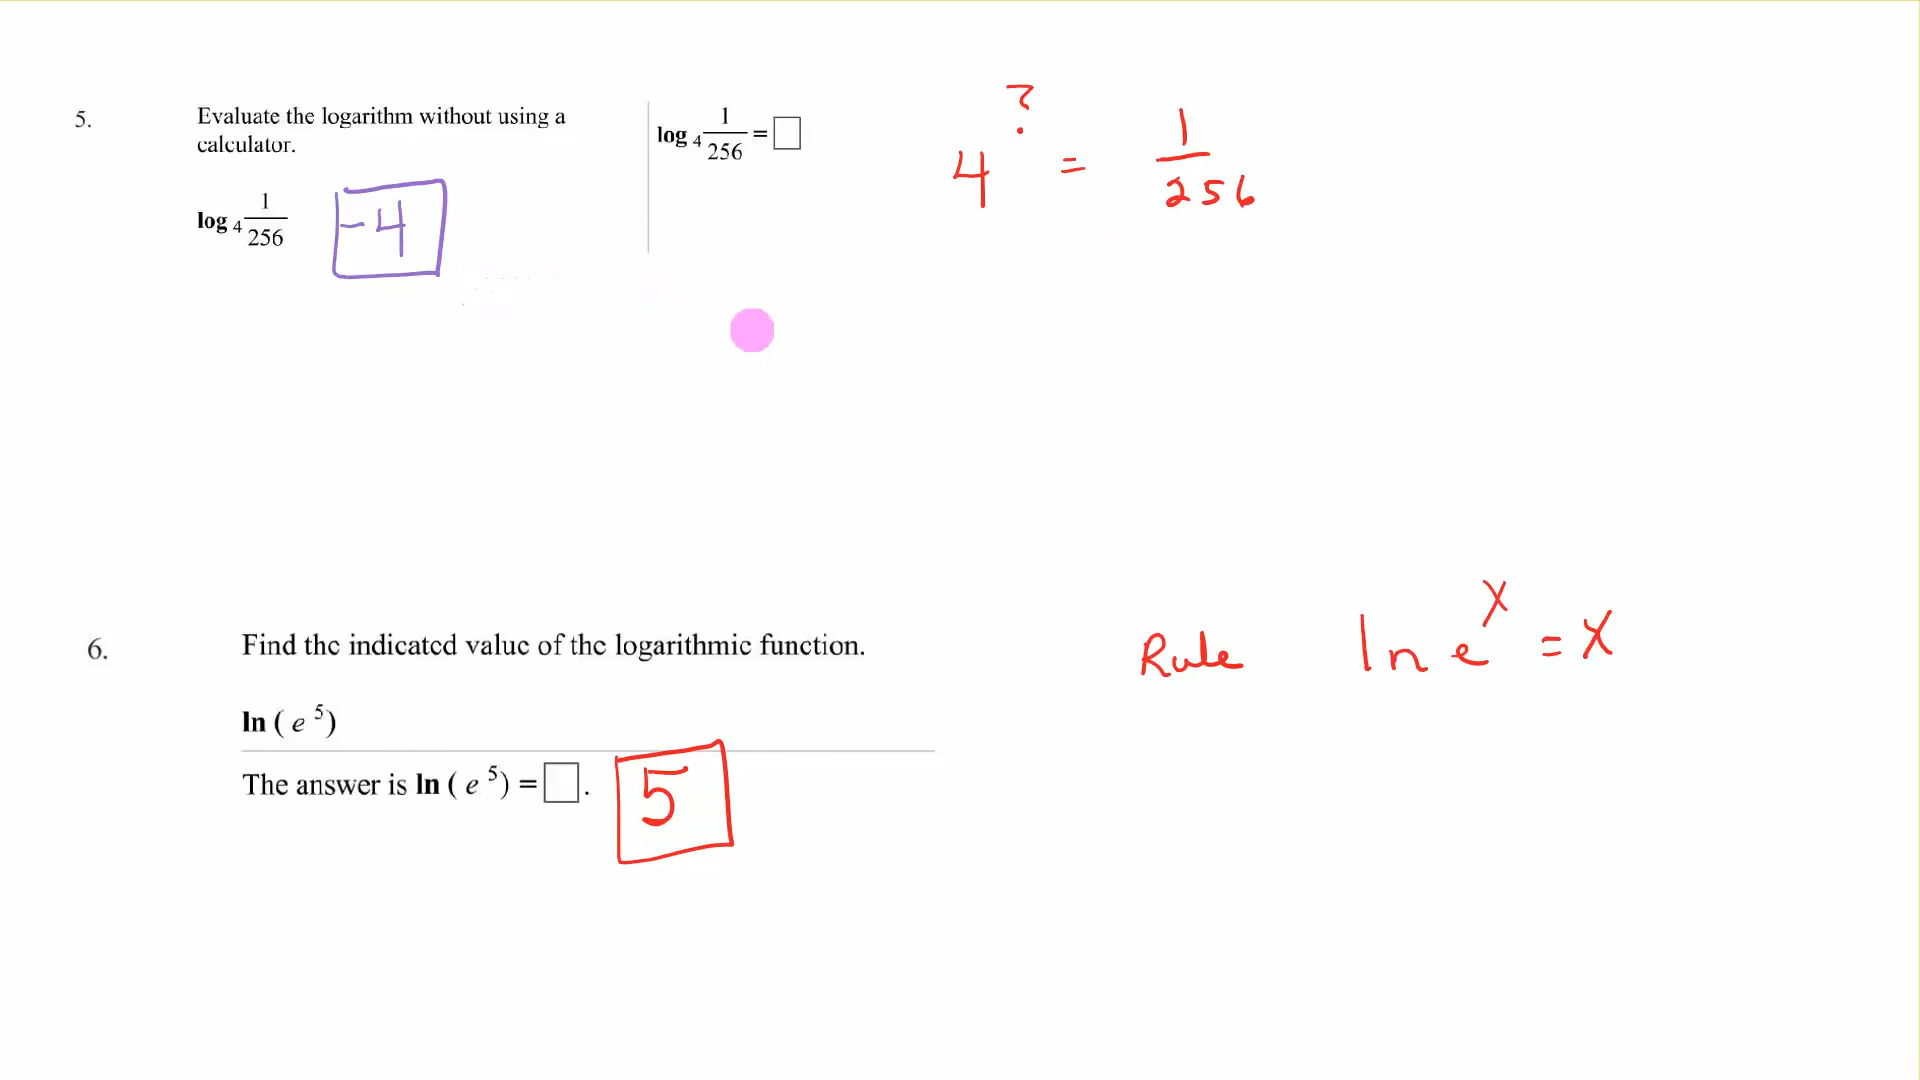 5. Evaluate the logarithm without using a calculator.
log 4 1/256 -4
log 4 1/256 = □
4^? = 1/256
6. Find the indicated value of the logarithmic function.
ln ( e^5 )
The answer is ln ( e^5 ) = □ . 5
Rule ln e^x = x